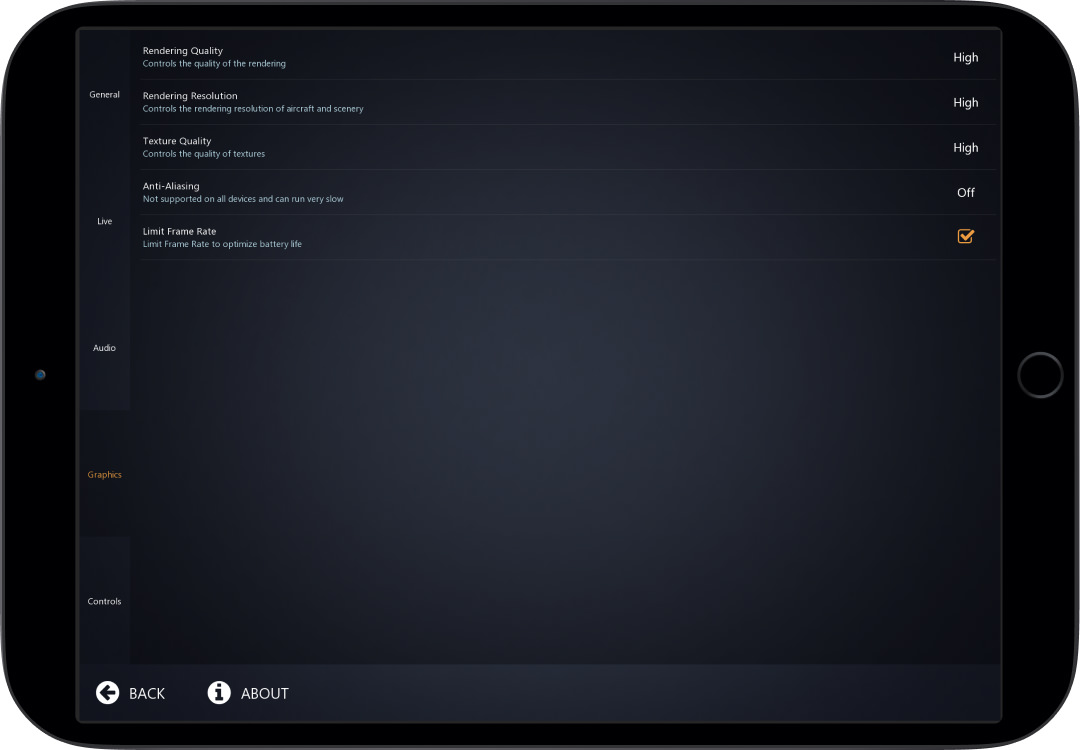 General
Live
Audio
Graphics
Controls
Rendering Quality
Controls the quality of the rendering
High
Rendering Resolution
Controls the rendering resolution of aircraft and scenery
High
Texture Quality
Controls the quality of textures
High
Anti-Aliasing
Not supported on all devices and can run very slow
Off
Limit Frame Rate
Limit Frame Rate to optimize battery life
BACK
ABOUT